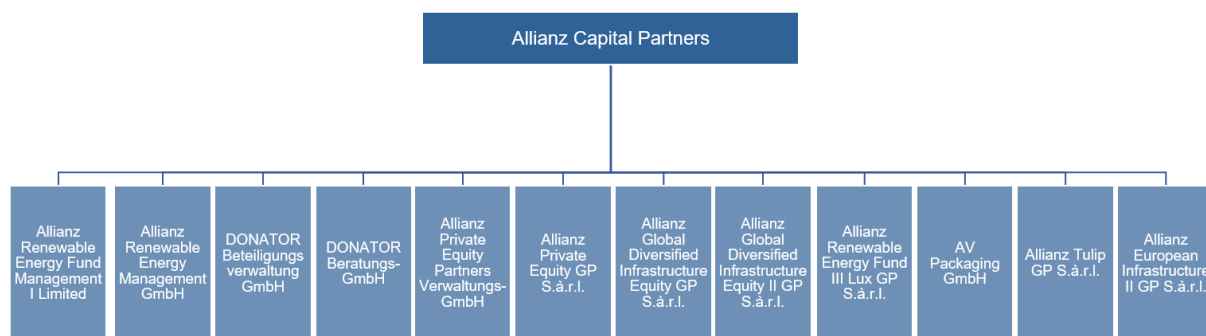 Allianz Capital Partners
Allianz
Renewable
Energy Fund
Management
I Limited
Allianz
Renewable
Energy
Management
GmbH
DONATOR
Beteiligungs
verwaltung
GmbH
DONATOR
Beratungs-
GmbH
Allianz
Private
Equity
Partners
Verwaltungs-
GmbH
Allianz
Private
Equity GP
S.à.r.l.
Allianz
Global
Diversified
Infrastructure
Equity GP
S.à.r.l.
Allianz
Global
Diversified
Infrastructure
Equity II GP
S.à.r.l.
Allianz
Renewable
Energy Fund
III Lux GP
S.à.r.l.
AV
Packaging
GmbH
Allianz Tulip
GP S.à.r.l.
Allianz
European
Infrastructure
II GP S.à.r.l.